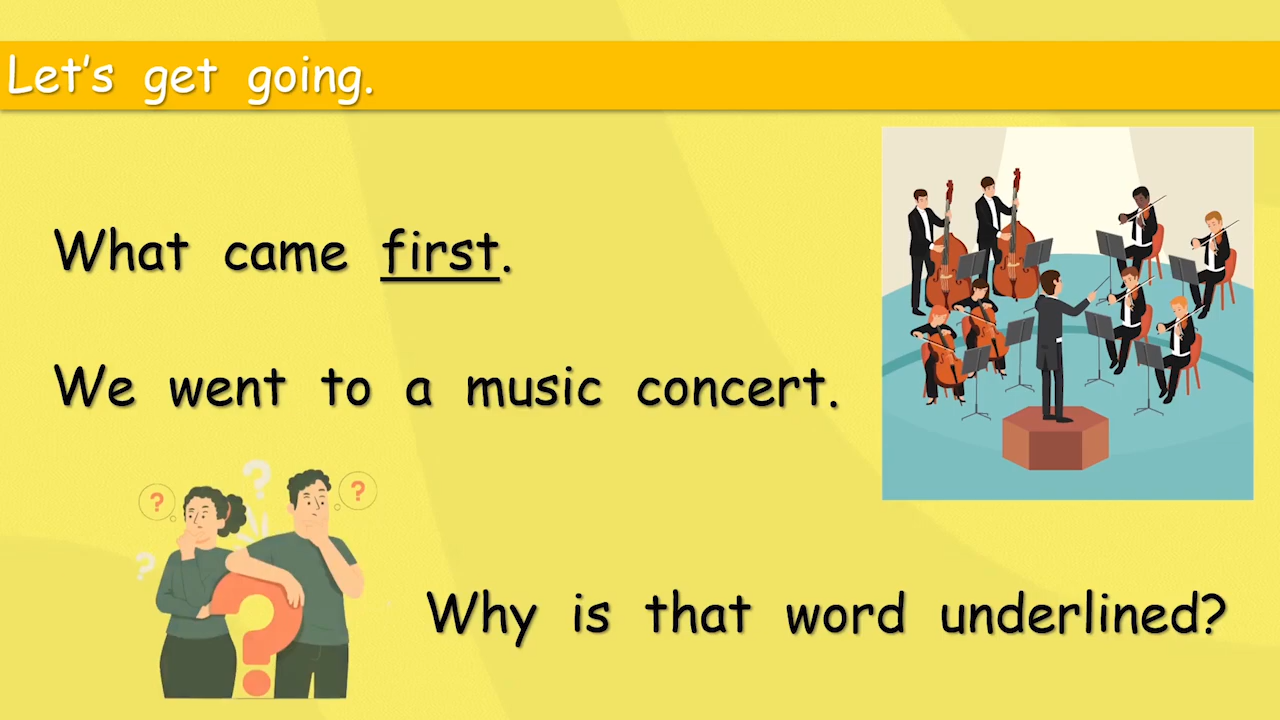 Let's get going.
What came first.
We went to a music concert.
? ? ? ?
?
?
Why is that word underlined?